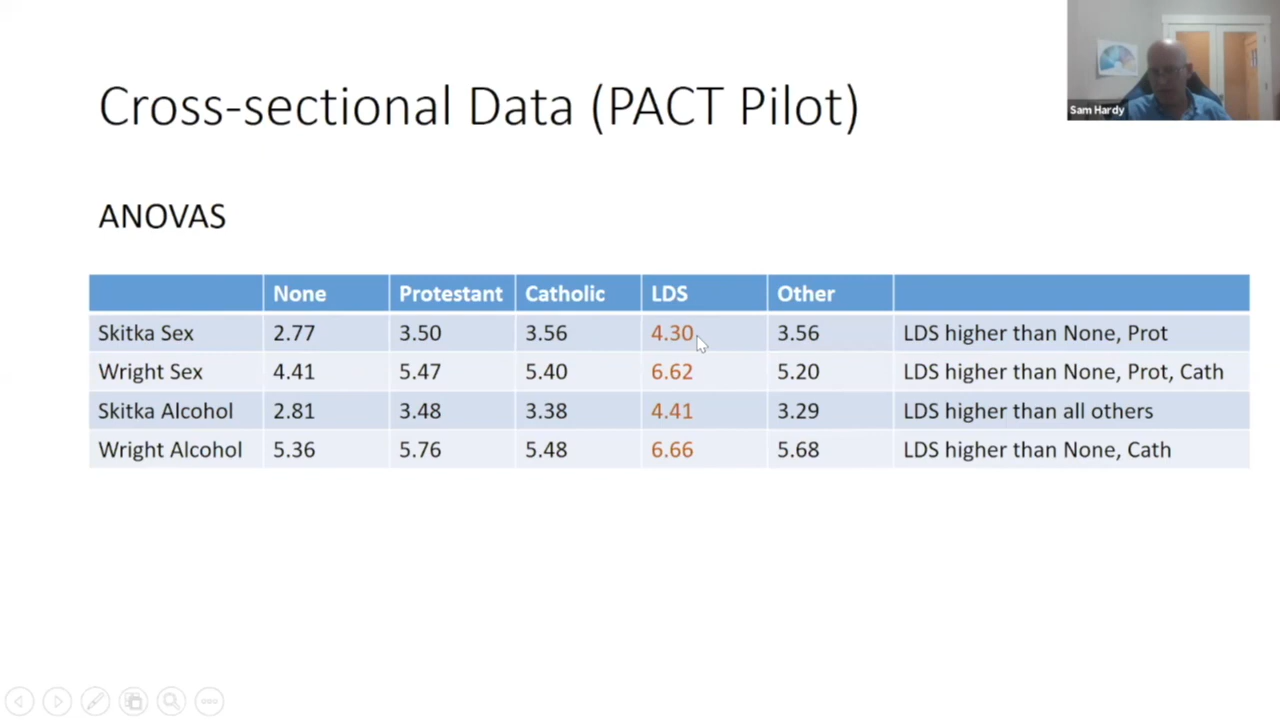 Sam Hardy
Cross-sectional Data (PACT Pilot)
ANOVAS
None Protestant Catholic LDS Other
Skitka Sex 2.77 3.50 3.56 4.30 3.56 LDS higher than None, Prot
Wright Sex 4.41 5.47 5.40 6.62 5.20 LDS higher than None, Prot, Cath
Skitka Alcohol 2.81 3.48 3.38 4.41 3.29 LDS higher than all others
Wright Alcohol 5.36 5.76 5.48 6.66 5.68 LDS higher than None, Cath